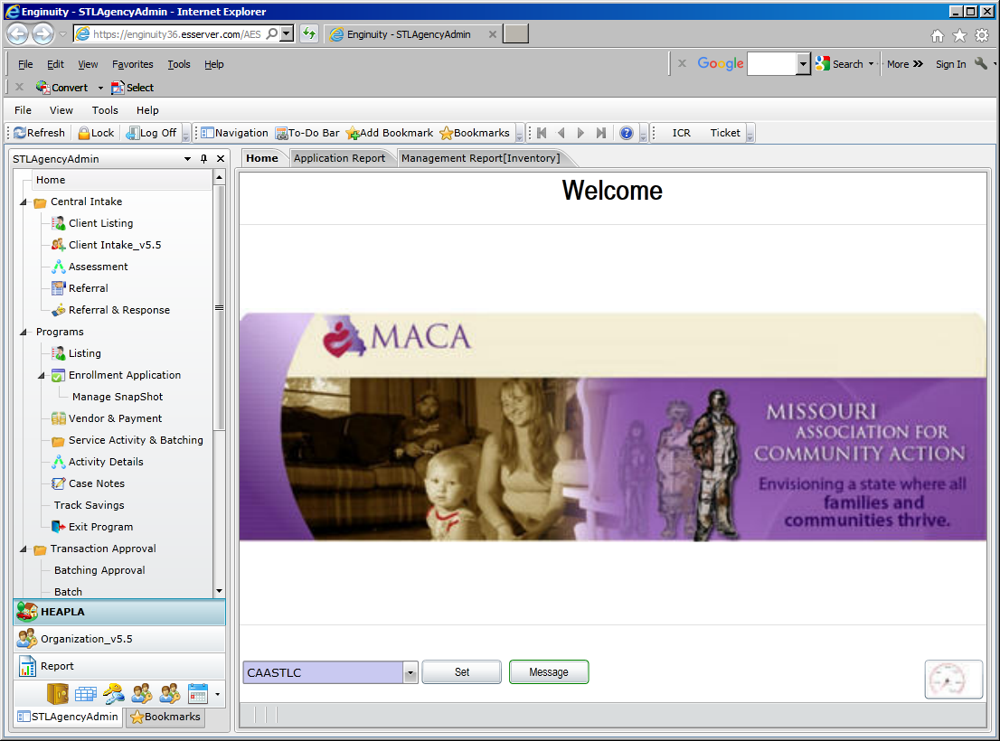 Enginuity - STLAgencyAdmin - Internet Explorer
https://enginuity36.esserver.com/AES
Enginuity - STLAgencyAdmin
File Edit View Favorites Tools Help
Google
Search
More
Sign In
Convert
Select
File View Tools Help
Refresh Lock Log Off Navigation To-Do Bar Add Bookmark Bookmarks ICR Ticket
STLAgencyAdmin
Home
Central Intake
Client Listing
Client Intake_v5.5
Assessment
Referral
Referral & Response
Programs
Listing
Enrollment Application
Manage SnapShot
Vendor & Payment
Service Activity & Batching
Activity Details
Case Notes
Track Savings
Exit Program
Transaction Approval
Batching Approval
Batch
HEAPLA
Organization_v5.5
Report
STLAgencyAdmin
Bookmarks
Home Application Report Management Report[Inventory]
Welcome
MACA
MISSOURI
ASSOCIATION FOR
COMMUNITY ACTION
Envisioning a state where all
families and
communities thrive.
CAASTLC
Set
Message